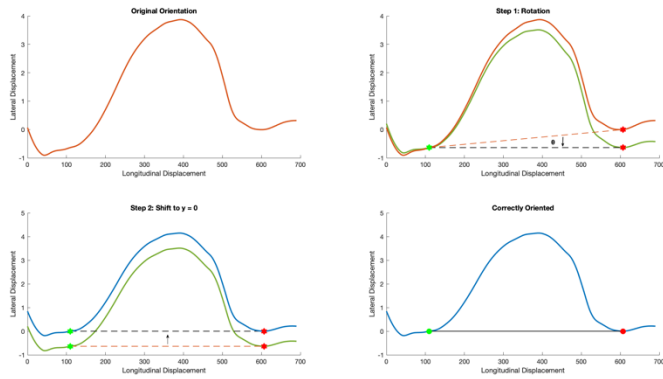 Original Orientation
Lateral Displacement
4
3
2
1
0
-1
0 100 200 300 400 500 600 700
Longitudinal Displacement
Step 1: Rotation
Lateral Displacement
4
3
2
1
0
-1
θ
0 100 200 300 400 500 600 700
Longitudinal Displacement
Step 2: Shift to y = 0
Lateral Displacement
5
4
3
2
1
0
-1
0 100 200 300 400 500 600 700
Longitudinal Displacement
Correctly Oriented
Lateral Displacement
5
4
3
2
1
0
-1
0 100 200 300 400 500 600 700
Longitudinal Displacement